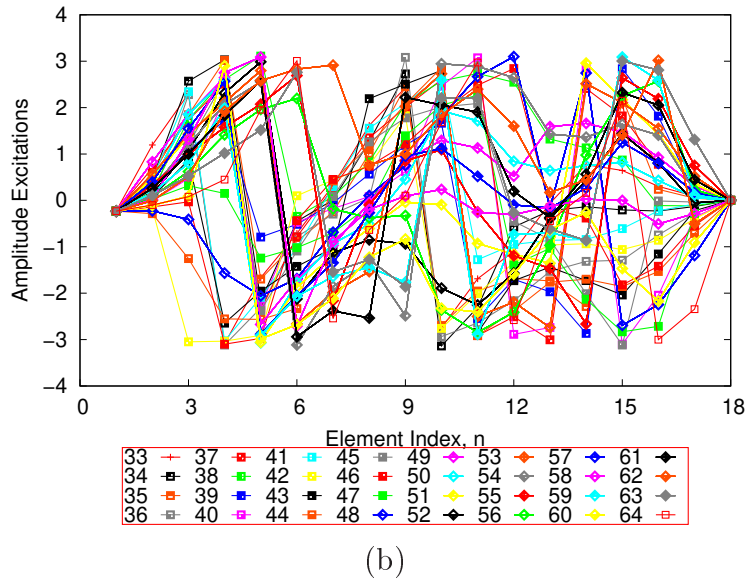 4
3
2
1
0
−1
−2
−3
−4
Amplitude Excitations
0 3 6 9 12 15 18
Element Index, n
33 37 41 45 49 53 57 61
34 38 42 46 50 54 58 62
35 39 43 47 51 55 59 63
36 40 44 48 52 56 60 64
(b)